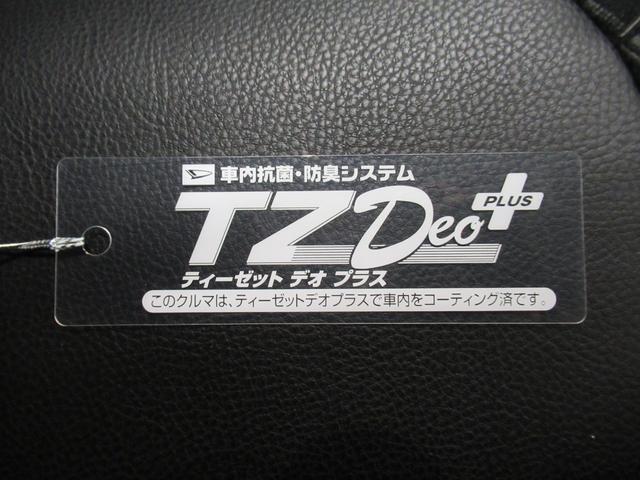 車内抗菌・防臭システム
TZDeo PLUS
ティーゼット デオ プラス
このクルマは、ティーゼットデオプラスで車内をコーティング済です。